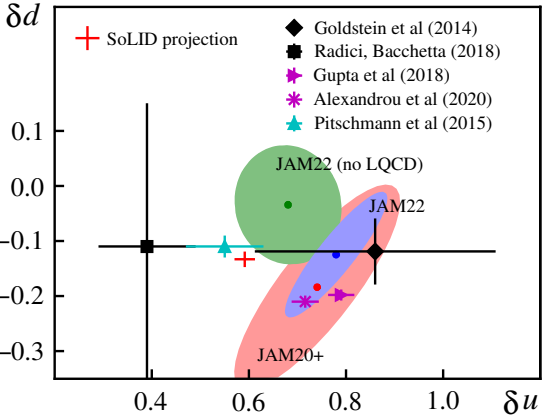 δd
SoLID projection
Goldstein et al (2014)
Radici, Bacchetta (2018)
Gupta et al (2018)
Alexandrou et al (2020)
Pitschmann et al (2015)
0.1
0.0
−0.1
−0.2
−0.3
JAM22 (no LQCD)
JAM22
JAM20+
0.4
0.6
0.8
1.0
δu